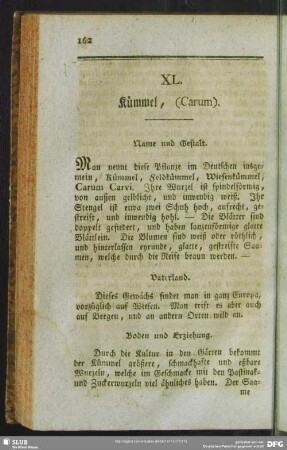 162
XL.
Kümmel, (Carum).
Name und Gestalt.
Man nennt diese Pflanze im Deutschen insge-
mein, Kümmel, Feldkümmel, Wiesenkümmel,
Carum Carvi. Ihre Wurzel ist spindelförmig,
von aussen gelblicht, und inwendig weiß. Ihr
Stengel ist etwa zwei Schuh hoch, aufrecht, ge-
streift, und inwendig hohl. — Die Blätter sind
doppelt gefiedert, und haben lanzenförmige glatte
Blättlein. Die Blumen sind weiß oder röthlich,
und hinterlassen eyrunde, glatte, gestreifte Saa-
men, welche durch die Reife braun werden. —
Vaterland.
Dieses Gewächs findet man in ganz Europa,
vorzüglich auf Wiesen. Man trift es aber auch
auf Bergen, und an andern Orten wild an.
Boden und Erziehung.
Durch die Kultur in den Gärten bekommt
der Kümmel größere, schmackhafte und eßbare
Wurzeln, welche im Geschmacke mit den Pastinak-
und Zuckerwurzeln viel ähnliches haben. Der Saa-
me
SLUB
Wir führen Wissen.